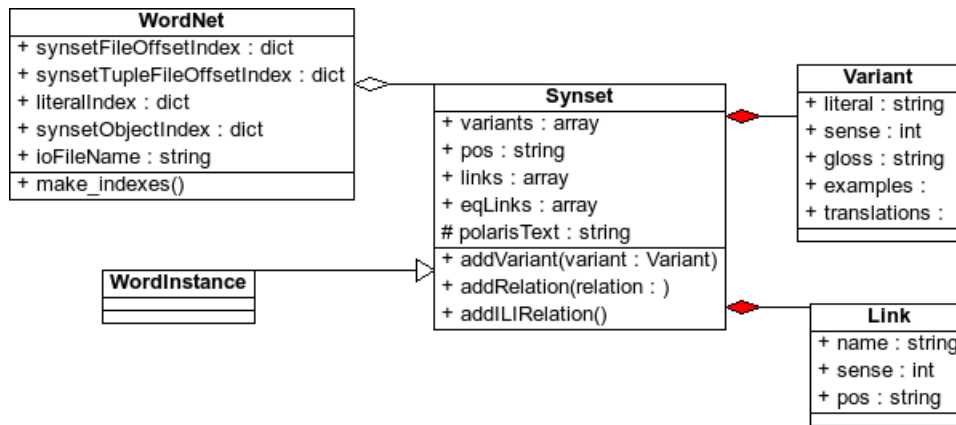 WordNet
+ synsetFileOffsetIndex : dict
+ synsetTupleFileOffsetIndex : dict
+ literalIndex : dict
+ synsetObjectIndex : dict
+ ioFileName : string
+ make_indexes()
Synset
+ variants : array
+ pos : string
+ links : array
+ eqLinks : array
# polarisText : string
+ addVariant(variant : Variant)
+ addRelation(relation : )
+ addILIRelation()
Variant
+ literal : string
+ sense : int
+ gloss : string
+ examples :
+ translations :
WordInstance
Link
+ name : string
+ sense : int
+ pos : string